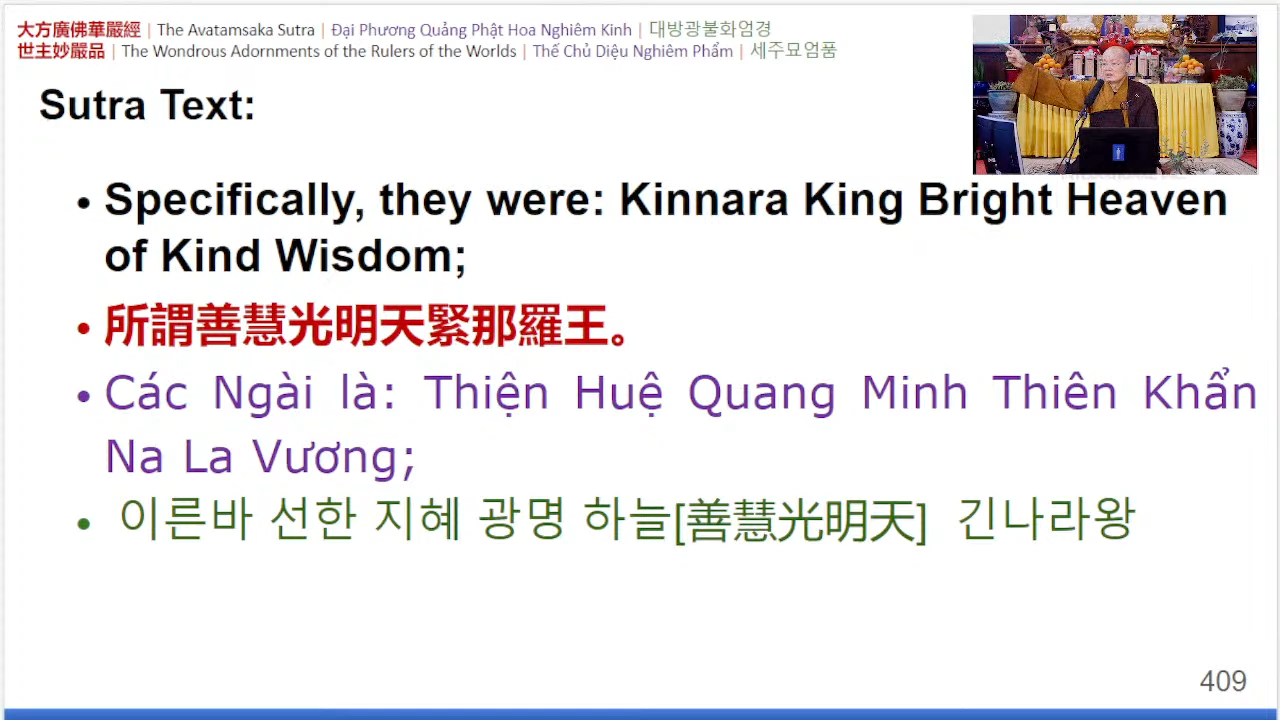 大方廣佛華嚴經 | The Avatamsaka Sutra | Đại Phương Quảng Phật Hoa Nghiêm Kinh | 대방광불화엄경
世主妙嚴品 | The Wondrous Adornments of the Rulers of the Worlds | Thế Chủ Diệu Nghiêm Phẩm | 세주묘엄품
Sutra Text:
• Specifically, they were: Kinnara King Bright Heaven
of Kind Wisdom;
• 所謂善慧光明天緊那羅王。
• Các Ngài là: Thiện Huệ Quang Minh Thiên Khẩn
Na La Vương;
• 이른바 선한 지혜 광명 하늘[善慧光明天] 긴나라왕
409